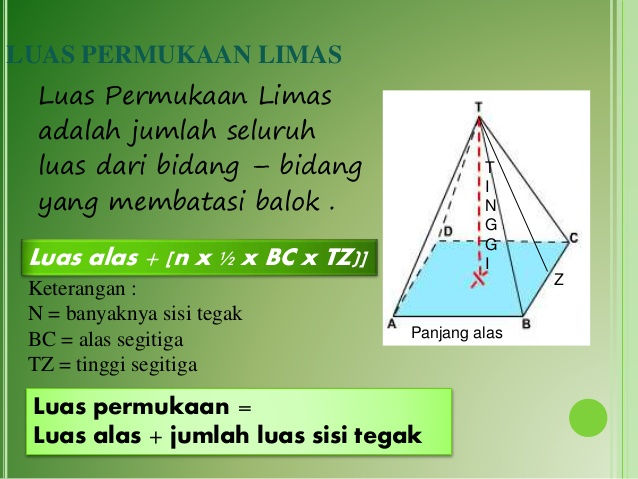 LUAS PERMUKAAN LIMAS
Luas Permukaan Limas
adalah jumlah seluruh
luas dari bidang – bidang
yang membatasi balok .
Luas alas + [n x ½ x BC x TZ)]
Keterangan :
N = banyaknya sisi tegak
BC = alas segitiga
TZ = tinggi segitiga
Luas permukaan =
Luas alas + jumlah luas sisi tegak
T
T
I
N
G
G
I
D
C
Z
A
B
Panjang alas